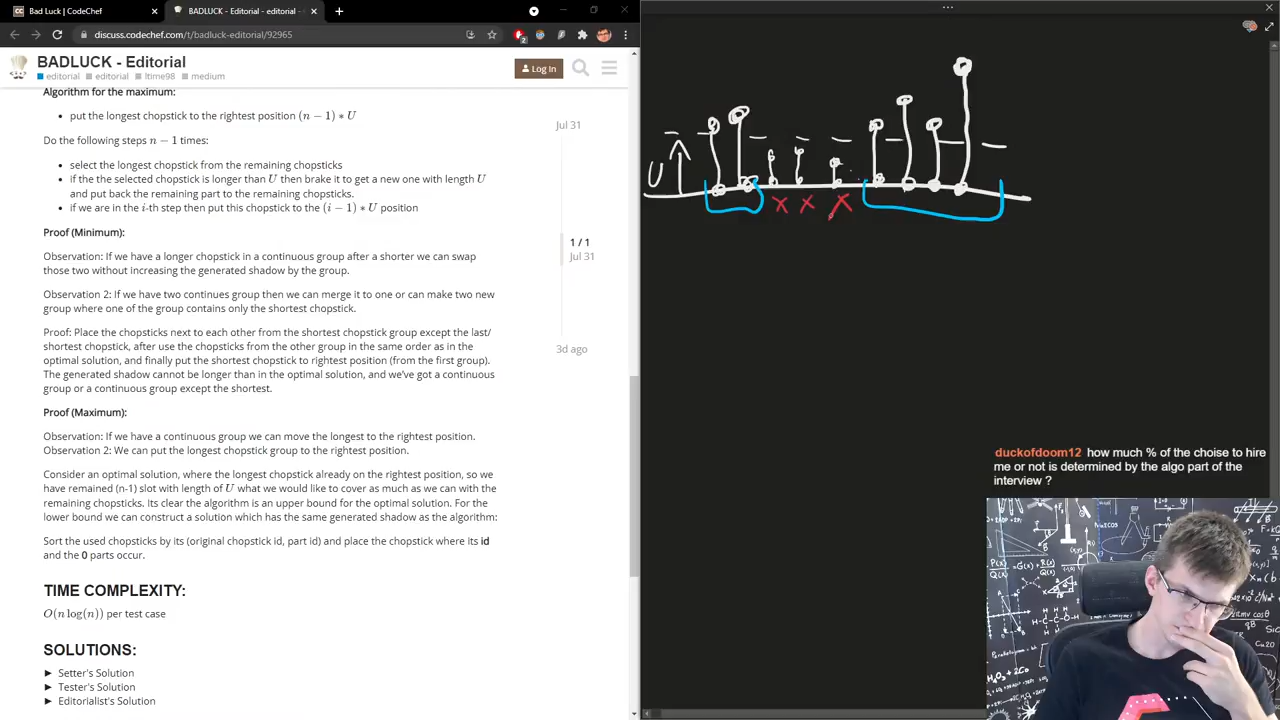 Bad Luck | CodeChef
BADLUCK - Editorial - editorial -
discuss.codechef.com/t/badluck-editorial/92965
BADLUCK - Editorial
editorial editorial ltime98 medium
Log In
Algorithm for the maximum:
put the longest chopstick to the rightest position (n − 1) * U
Do the following steps n − 1 times:
select the longest chopstick from the remaining chopsticks
if the the selected chopstick is longer than U then brake it to get a new one with length U
and put back the remaining part to the remaining chopsticks.
if we are in the i-th step then put this chopstick to the (i − 1) * U position
Proof (Minimum):
Observation: If we have a longer chopstick in a continuous group after a shorter we can swap
those two without increasing the generated shadow by the group.
Observation 2: If we have two continues group then we can merge it to one or can make two new
group where one of the group contains only the shortest chopstick.
Proof: Place the chopsticks next to each other from the shortest chopstick group except the last/
shortest chopstick, after use the chopsticks from the other group in the same order as in the
optimal solution, and finally put the shortest chopstick to rightest position (from the first group).
The generated shadow cannot be longer than in the optimal solution, and we've got a continuous
group or a continuous group except the shortest.
Proof (Maximum):
Observation: If we have a continuous group we can move the longest to the rightest position.
Observation 2: We can put the longest chopstick group to the rightest position.
Consider an optimal solution, where the longest chopstick already on the rightest position, so we
have remained (n-1) slot with length of U what we would like to cover as much as we can with the
remaining chopsticks. Its clear the algorithm is an upper bound for the optimal solution. For the
lower bound we can construct a solution which has the same generated shadow as the algorithm:
Sort the used chopsticks by its (original chopstick id, part id) and place the chopstick where its id
and the 0 parts occur.
TIME COMPLEXITY:
O(n log(n)) per test case
SOLUTIONS:
► Setter's Solution
► Tester's Solution
► Editorialist's Solution
Jul 31
1 / 1
Jul 31
3d ago
U
x x x
duckofdoom12 how much % of the choise to hire
me or not is determined by the algo part of the
interview ?